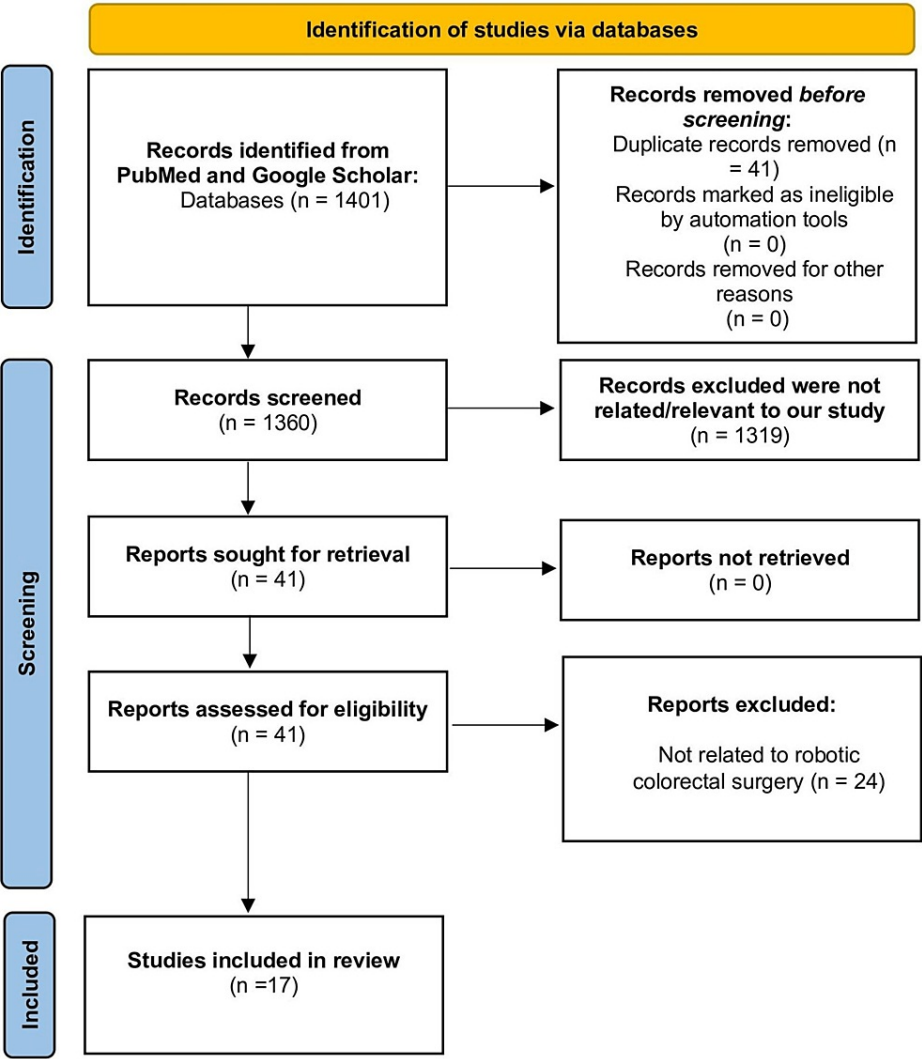 Identification of studies via databases
Identification
Records identified from
PubMed and Google Scholar:
Databases (n = 1401)
Records removed before
screening:
Duplicate records removed (n
= 41)
Records marked as ineligible
by automation tools
(n = 0)
Records removed for other
reasons
(n = 0)
Screening
Records screened
(n = 1360)
Records excluded were not
related/relevant to our study
(n = 1319)
Reports sought for retrieval
(n = 41)
Reports not retrieved
(n = 0)
Reports assessed for eligibility
(n = 41)
Reports excluded:
Not related to robotic
colorectal surgery (n = 24)
Included
Studies included in review
(n =17)